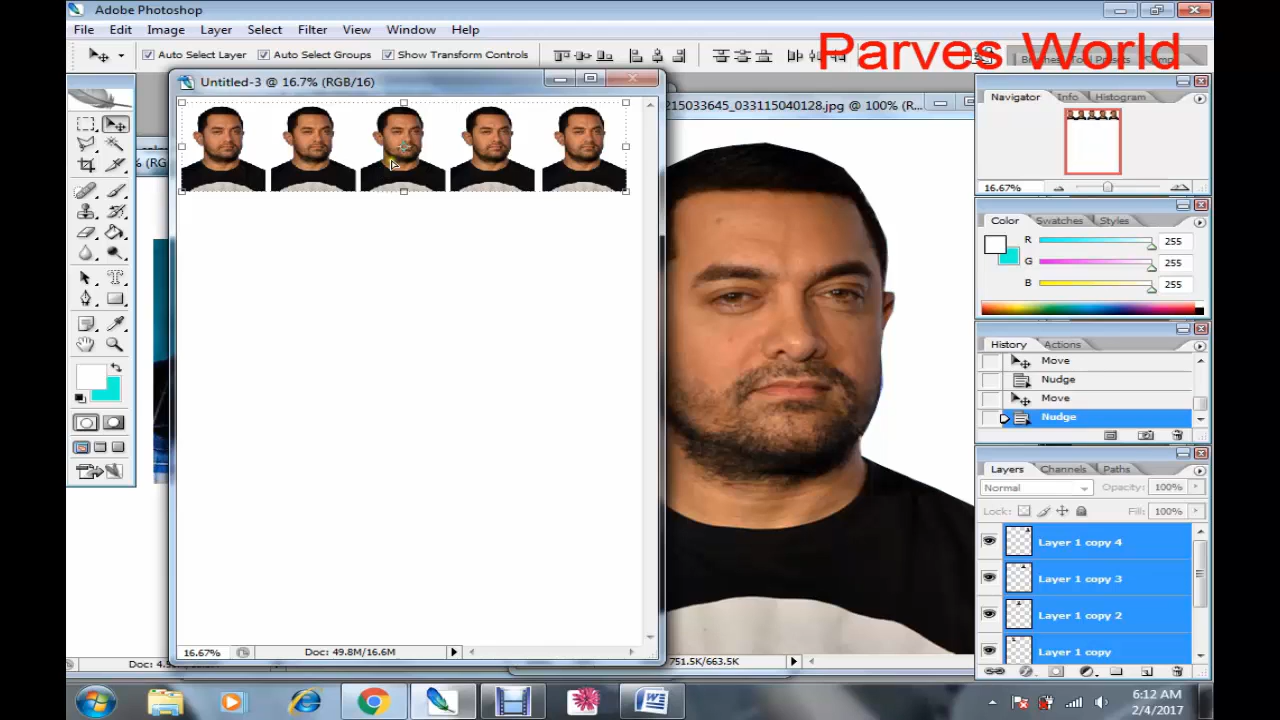 Adobe Photoshop
File Edit Image Layer Select Filter View Window Help
Auto Select Layer Auto Select Groups Show Transform Controls
Parves World
Untitled-3 @ 16.7% (RGB/16)
215033645_033115040128.jpg @ 100% (R...
Navigator Info Histogram
% (RG
16.67%
Color Swatches Styles
R 255
G 255
B 255
History Actions
Move
Nudge
Move
Nudge
Layers Channels Paths
Normal Opacity: 100%
Lock: Fill: 100%
Layer 1 copy 4
Layer 1 copy 3
Layer 1 copy 2
Layer 1 copy
16.67% Doc: 49.8M/16.6M
Doc: 4. 751.5K/663.5K
6:12 AM
2/4/2017